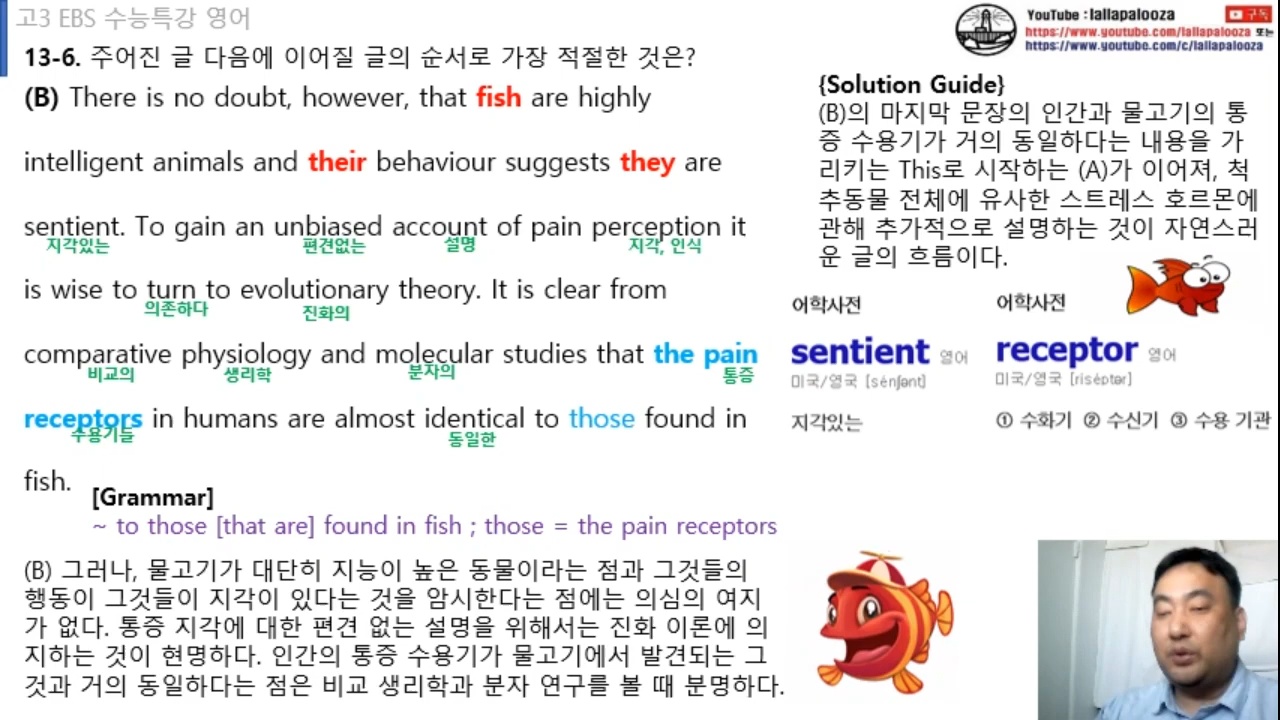 고3 EBS 수능특강 영어
YouTube : lallapalooza
구독
https://www.youtube.com/lallapalooza 또는
https://www.youtube.com/c/lallapalooza
13-6. 주어진 글 다음에 이어질 글의 순서로 가장 적절한 것은?
(B) There is no doubt, however, that fish are highly
intelligent animals and their behaviour suggests they are
sentient. To gain an unbiased account of pain perception it
지각있는 편견없는 설명 지각, 인식
is wise to turn to evolutionary theory. It is clear from
의존하다 진화의
comparative physiology and molecular studies that the pain
비교의 생리학 분자의 통증
receptors in humans are almost identical to those found in
수용기들 동일한
fish.
[Grammar]
~ to those [that are] found in fish ; those = the pain receptors
(B) 그러나, 물고기가 대단히 지능이 높은 동물이라는 점과 그것들의
행동이 그것들이 지각이 있다는 것을 암시한다는 점에는 의심의 여지
가 없다. 통증 지각에 대한 편견 없는 설명을 위해서는 진화 이론에 의
지하는 것이 현명하다. 인간의 통증 수용기가 물고기에서 발견되는 그
것과 거의 동일하다는 점은 비교 생리학과 분자 연구를 볼 때 분명하다.
{Solution Guide}
(B)의 마지막 문장의 인간과 물고기의 통
증 수용기가 거의 동일하다는 내용을 가
리키는 This로 시작하는 (A)가 이어져, 척
추동물 전체에 유사한 스트레스 호르몬에
관해 추가적으로 설명하는 것이 자연스러
운 글의 흐름이다.
어학사전
sentient 영어
미국/영국 [sénʃənt]
지각있는
어학사전
receptor 영어
미국/영국 [riséptər]
① 수화기 ② 수신기 ③ 수용 기관